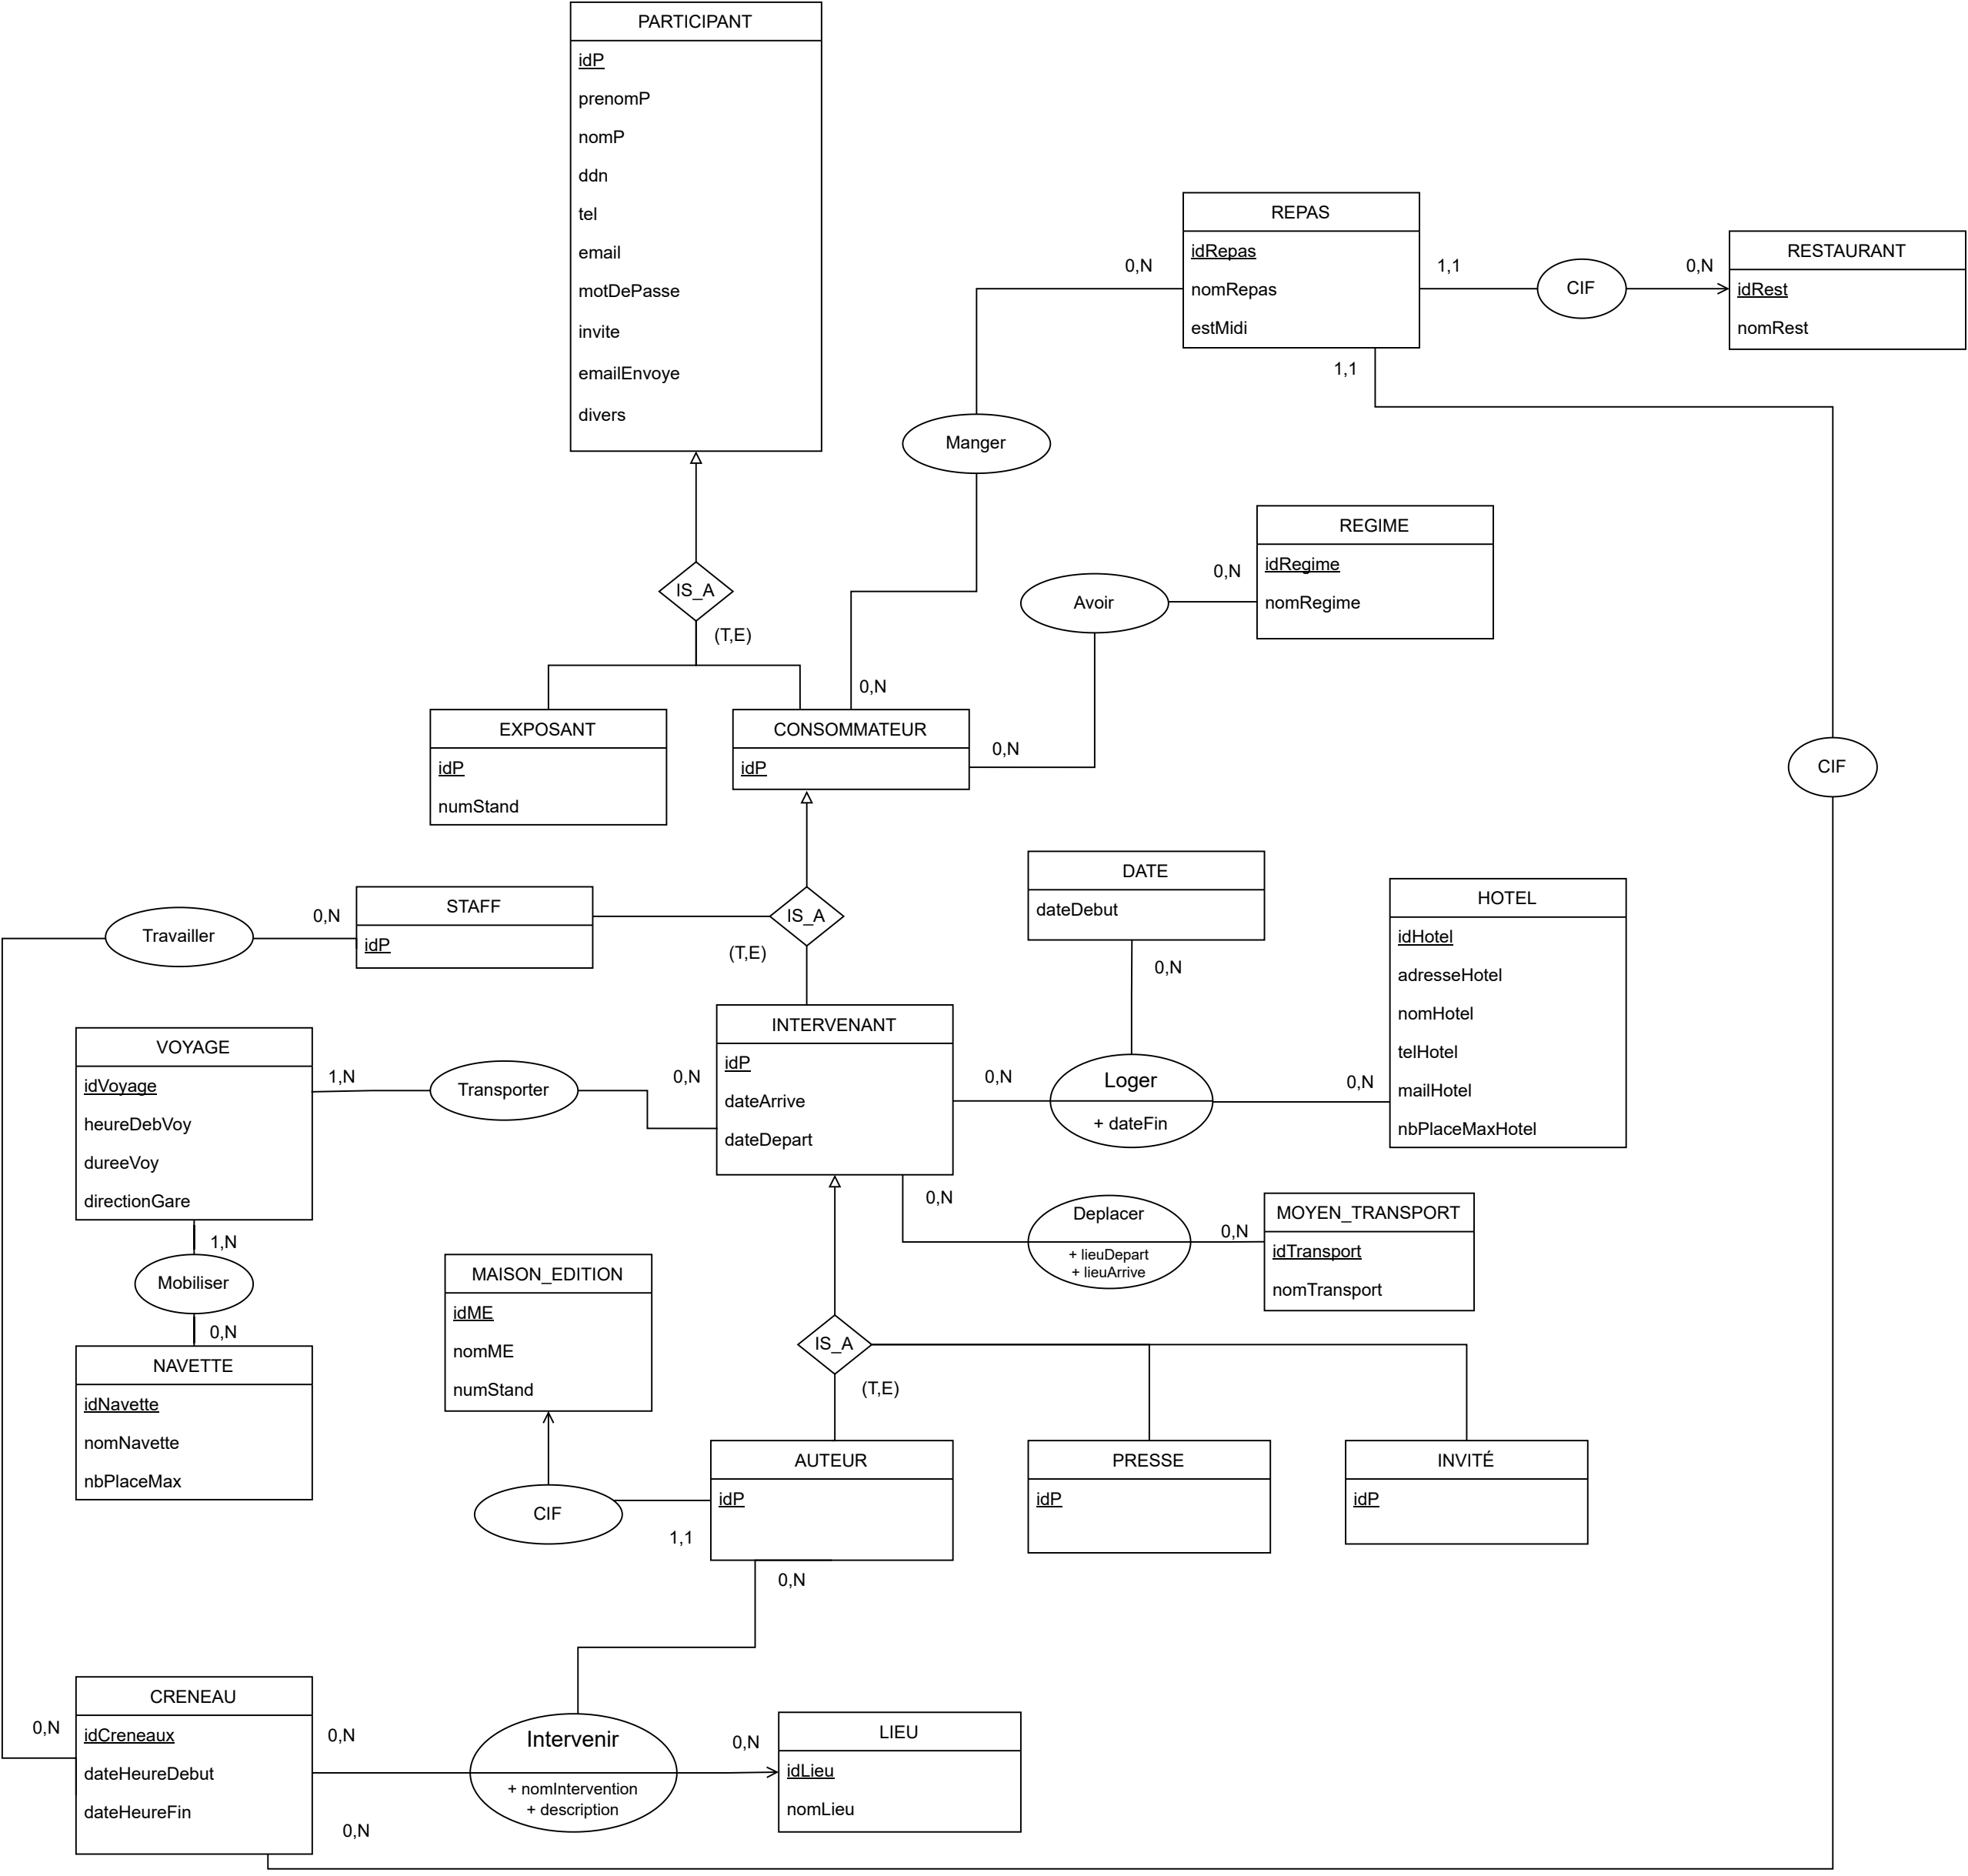 PARTICIPANT
idP
prenomP
nomP
ddn
tel
email
motDePasse
invite
emailEnvoye
divers
REPAS
idRepas
nomRepas
estMidi
0,N
1,1
CIF
0,N
RESTAURANT
idRest
nomRest
1,1
Manger
REGIME
idRegime
nomRegime
0,N
Avoir
IS_A
(T,E)
0,N
EXPOSANT
idP
numStand
CONSOMMATEUR
idP
0,N
CIF
DATE
dateDebut
0,N
HOTEL
idHotel
adresseHotel
nomHotel
telHotel
mailHotel
nbPlaceMaxHotel
Travailler
0,N
STAFF
idP
IS_A
(T,E)
INTERVENANT
idP
dateArrive
dateDepart
VOYAGE
idVoyage
heureDebVoy
dureeVoy
directionGare
1,N
Transporter
0,N
0,N
Loger
+ dateFin
0,N
0,N
Deplacer
+ lieuDepart
+ lieuArrive
0,N
MOYEN_TRANSPORT
idTransport
nomTransport
1,N
Mobiliser
0,N
NAVETTE
idNavette
nomNavette
nbPlaceMax
MAISON_EDITION
idME
nomME
numStand
IS_A
(T,E)
CIF
1,1
AUTEUR
idP
PRESSE
idP
INVITÉ
idP
0,N
CRENEAU
idCreneaux
dateHeureDebut
dateHeureFin
0,N
0,N
0,N
Intervenir
+ nomIntervention
+ description
0,N
LIEU
idLieu
nomLieu